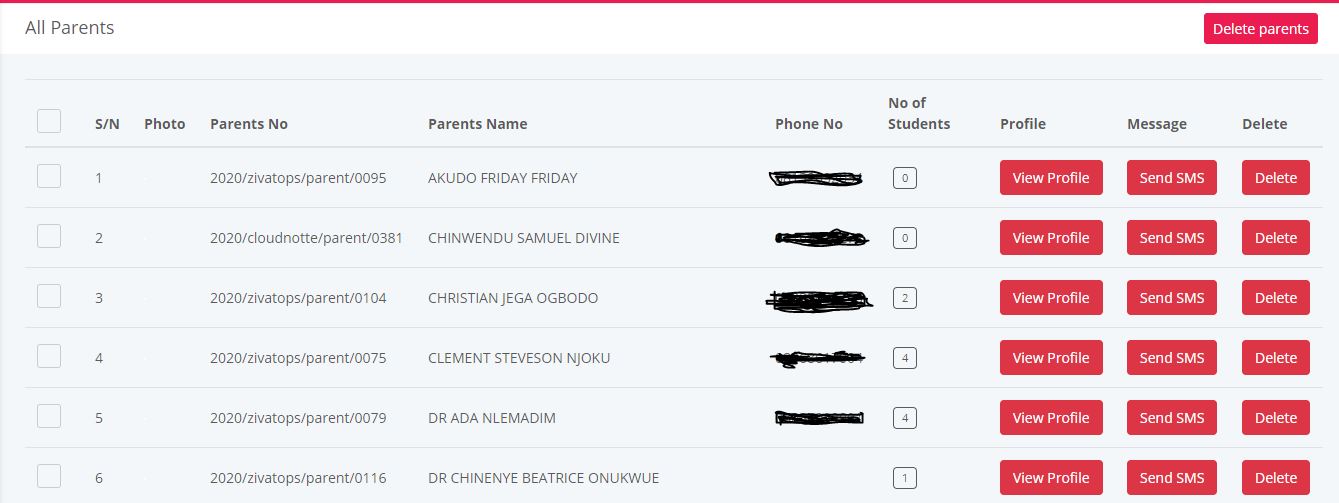 All Parents
Delete parents
S/N Photo Parents No Parents Name Phone No No of Students Profile Message Delete
1 2020/zivatops/parent/0095 AKUDO FRIDAY FRIDAY 0 View Profile Send SMS Delete
2 2020/cloudnotte/parent/0381 CHINWENDU SAMUEL DIVINE 0 View Profile Send SMS Delete
3 2020/zivatops/parent/0104 CHRISTIAN JEGA OGBODO 2 View Profile Send SMS Delete
4 2020/zivatops/parent/0075 CLEMENT STEVESON NJOKU 4 View Profile Send SMS Delete
5 2020/zivatops/parent/0079 DR ADA NLEMADIM 4 View Profile Send SMS Delete
6 2020/zivatops/parent/0116 DR CHINENYE BEATRICE ONUKWUE 1 View Profile Send SMS Delete